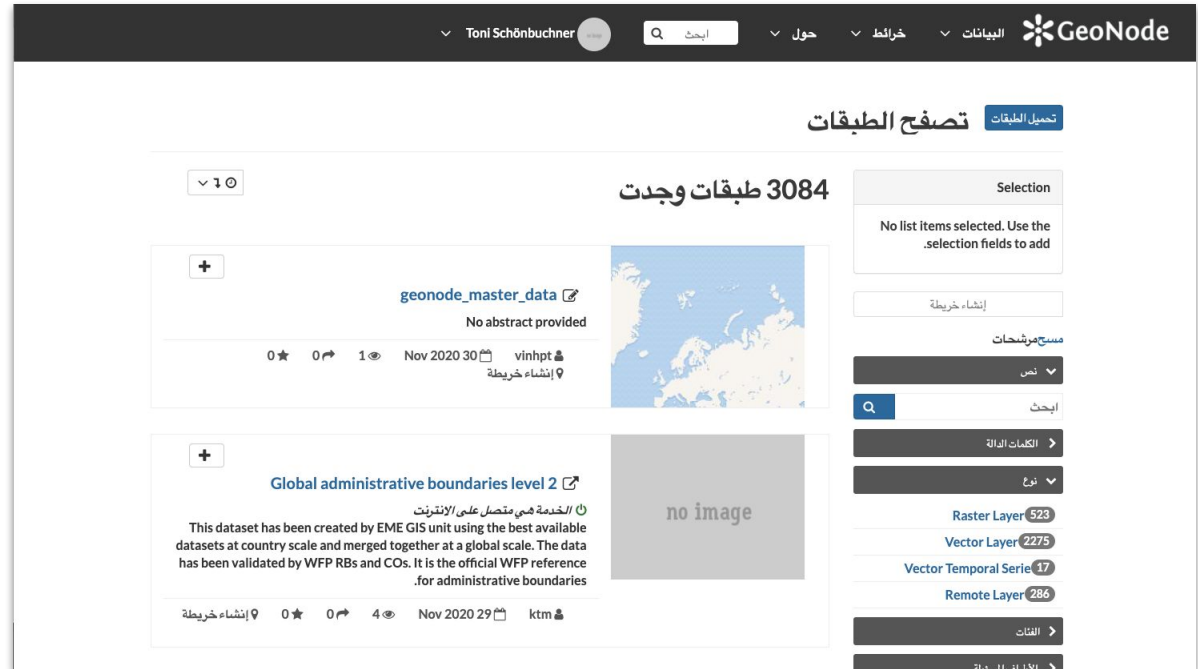 GeoNode
البيانات
خرائط
حول
ابحث
Toni Schönbuchner
تحميل الطبقات
تصفح الطبقات
Selection
No list items selected. Use the
.selection fields to add
إنشاء خريطة
مسح مرشحات
نص
ابحث
الكلمات الدالة
نوع
Raster Layer 523
Vector Layer 2275
Vector Temporal Serie 17
Remote Layer 286
الفئات
3084 طبقات وجدت
geonode_master_data
No abstract provided
vinhpt
Nov 2020 30
1
0
0
إنشاء خريطة
no image
Global administrative boundaries level 2
الخدمة هي متصل على الانترنت
This dataset has been created by EME GIS unit using the best available
datasets at country scale and merged together at a global scale. The data
has been validated by WFP RBs and COs. It is the official WFP reference
.for administrative boundaries
ktm
Nov 2020 29
4
0
0
إنشاء خريطة